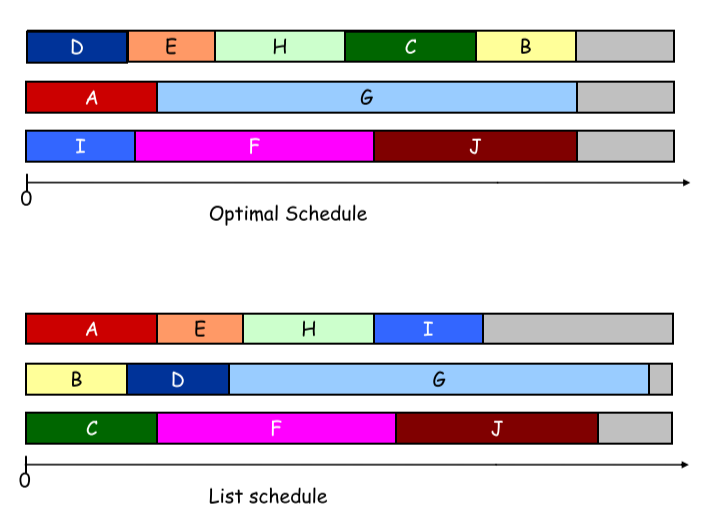 D E H C B
A G
I F J
0
Optimal Schedule
A E H I
B D G
C F J
0
List schedule